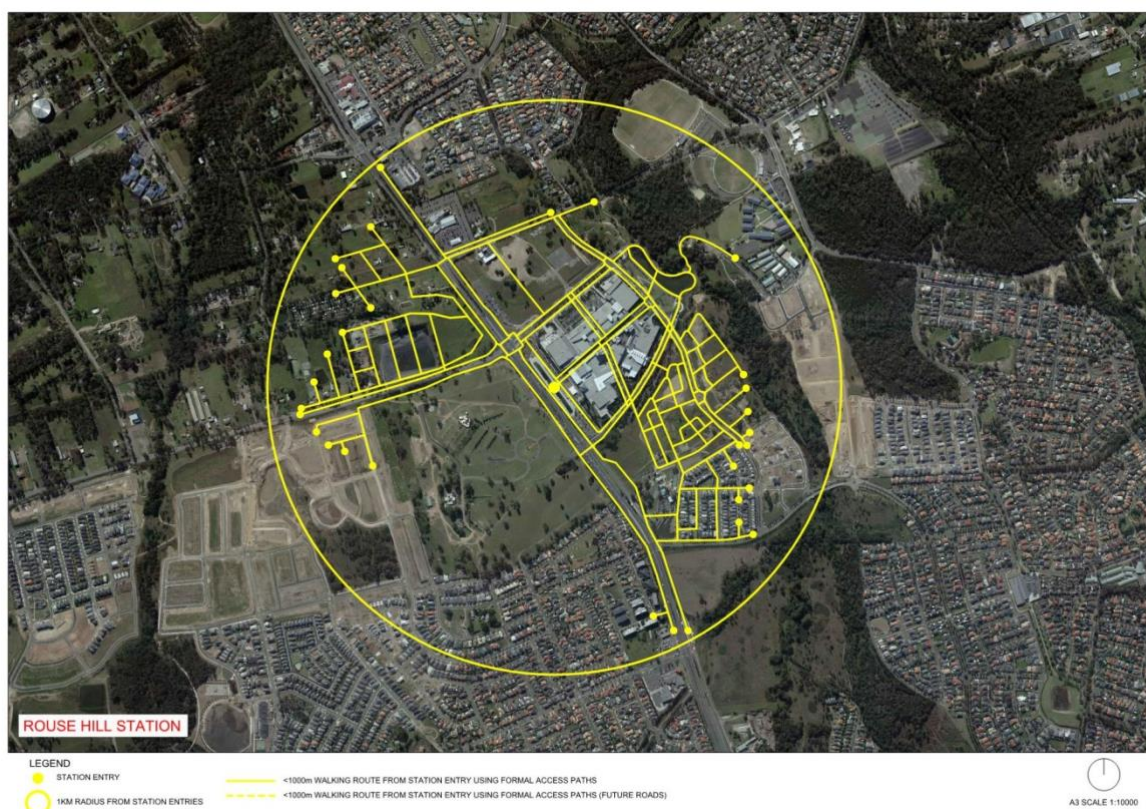 ROUSE HILL STATION
LEGEND
STATION ENTRY
1KM RADIUS FROM STATION ENTRIES
<1000m WALKING ROUTE FROM STATION ENTRY USING FORMAL ACCESS PATHS
<1000m WALKING ROUTE FROM STATION ENTRY USING FORMAL ACCESS PATHS (FUTURE ROADS)
A3 SCALE 1:10000